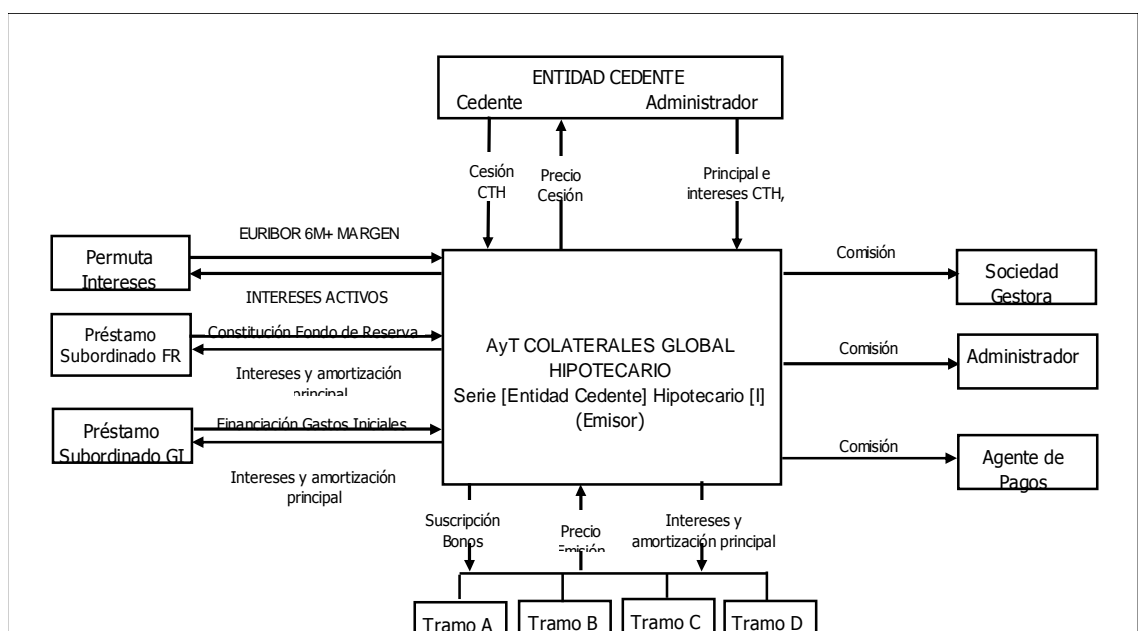 ENTIDAD CEDENTE
Cedente Administrador
Cesión
CTH
Precio
Cesión
Principal e
intereses CTH,
EURIBOR 6M+ MARGEN
Permuta
Intereses
INTERESES ACTIVOS
Préstamo
Subordinado FR
Constitución Fondo de Reserva
Intereses y amortización
principal
Préstamo
Subordinado GI
Financiación Gastos Iniciales
Intereses y amortización
principal
AyT COLATERALES GLOBAL
HIPOTECARIO
Serie [Entidad Cedente] Hipotecario [I]
(Emisor)
Comisión
Sociedad
Gestora
Comisión
Administrador
Comisión
Agente de
Pagos
Suscripción
Bonos
Precio
Emisión
Intereses y
amortización principal
Tramo A
Tramo B
Tramo C
Tramo D